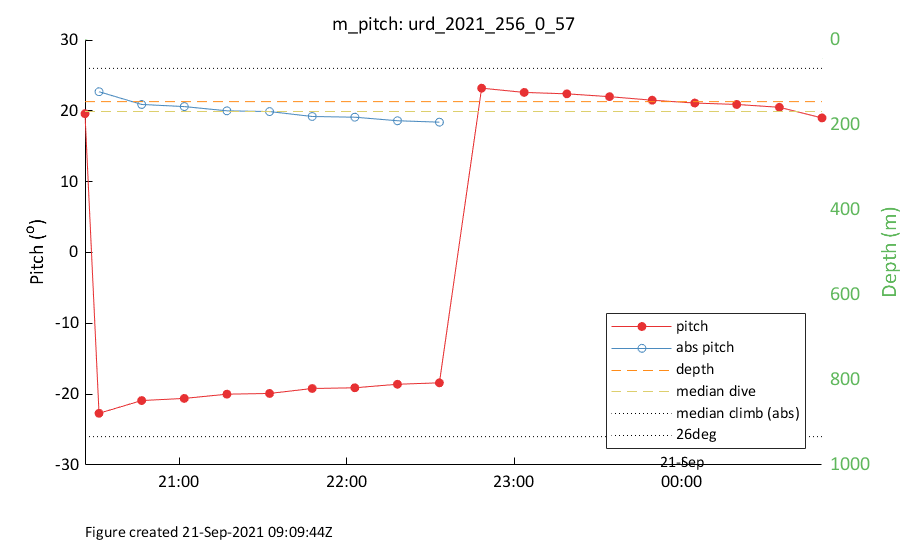 m_pitch: urd_2021_256_0_57
30
20
10
0
-10
-20
-30
Pitch (°)
0
200
400
600
800
1000
Depth (m)
pitch
abs pitch
depth
median dive
median climb (abs)
26deg
21-Sep
21:00
22:00
23:00
00:00
Figure created 21-Sep-2021 09:09:44Z